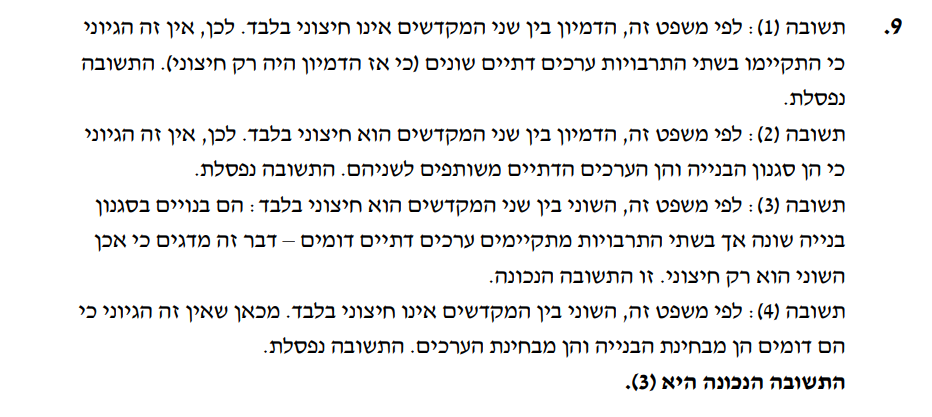 9. תשובה (1): לפי משפט זה, הדמיון בין שני המקדשים אינו חיצוני בלבד. לכן, אין זה הגיוני
כי התקיימו בשתי התרבויות ערכים דתיים שונים (כי אז הדמיון היה רק חיצוני). התשובה
נפסלת.
תשובה (2): לפי משפט זה, הדמיון בין שני המקדשים הוא חיצוני בלבד. לכן, אין זה הגיוני
כי הן סגנון הבנייה והן הערכים הדתיים משותפים לשניהם. התשובה נפסלת.
תשובה (3): לפי משפט זה, השוני בין שני המקדשים הוא חיצוני בלבד: הם בנויים בסגנון
בנייה שונה אך בשתי התרבויות מתקיימים ערכים דתיים דומים – דבר זה מדגים כי אכן
השוני הוא רק חיצוני. זו התשובה הנכונה.
תשובה (4): לפי משפט זה, השוני בין המקדשים אינו חיצוני בלבד. מכאן שאין זה הגיוני כי
הם דומים הן מבחינת הבנייה והן מבחינת הערכים. התשובה נפסלת.
התשובה הנכונה היא (3).